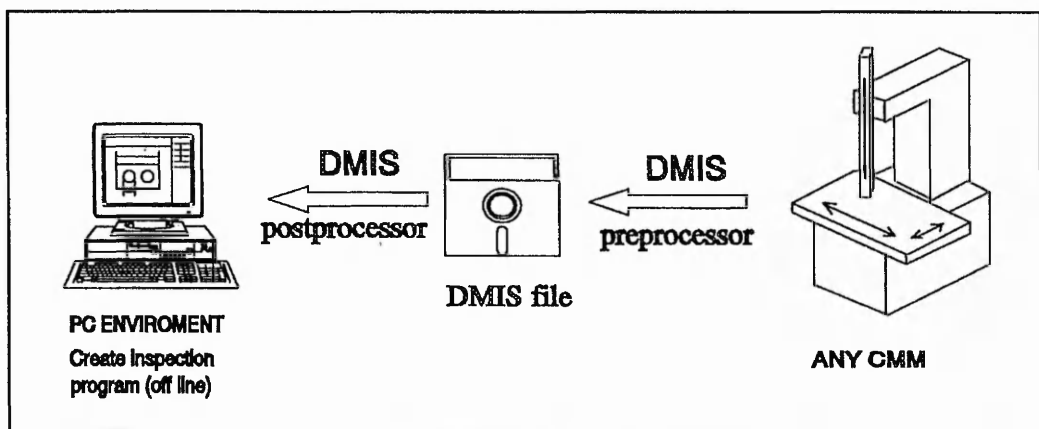 DMIS
postprocessor
DMIS
preprocessor
DMIS file
PC ENVIROMENT
Create inspection
program (off line)
ANY CMM